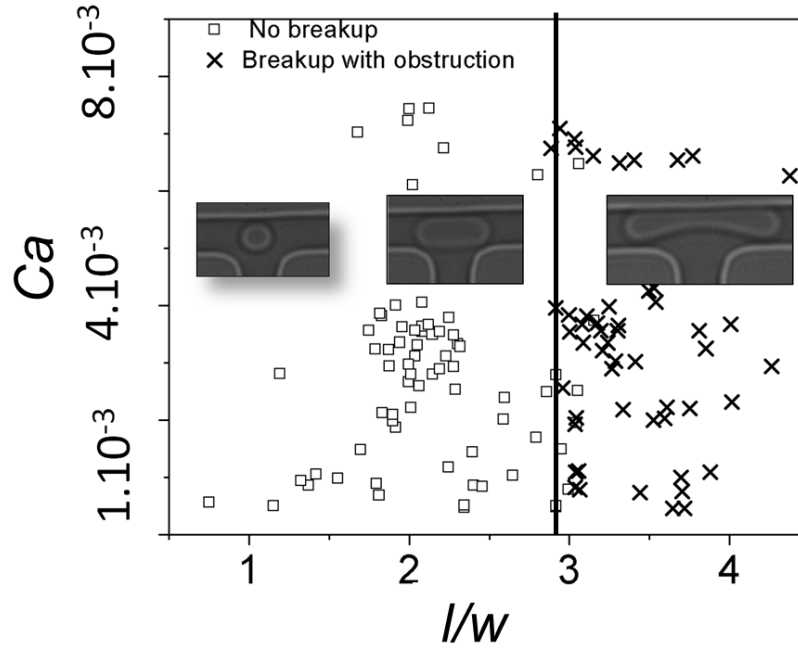 No breakup
Breakup with obstruction
8.10-3
4.10-3
1.10-3
Ca
1 2 3 4
l/w